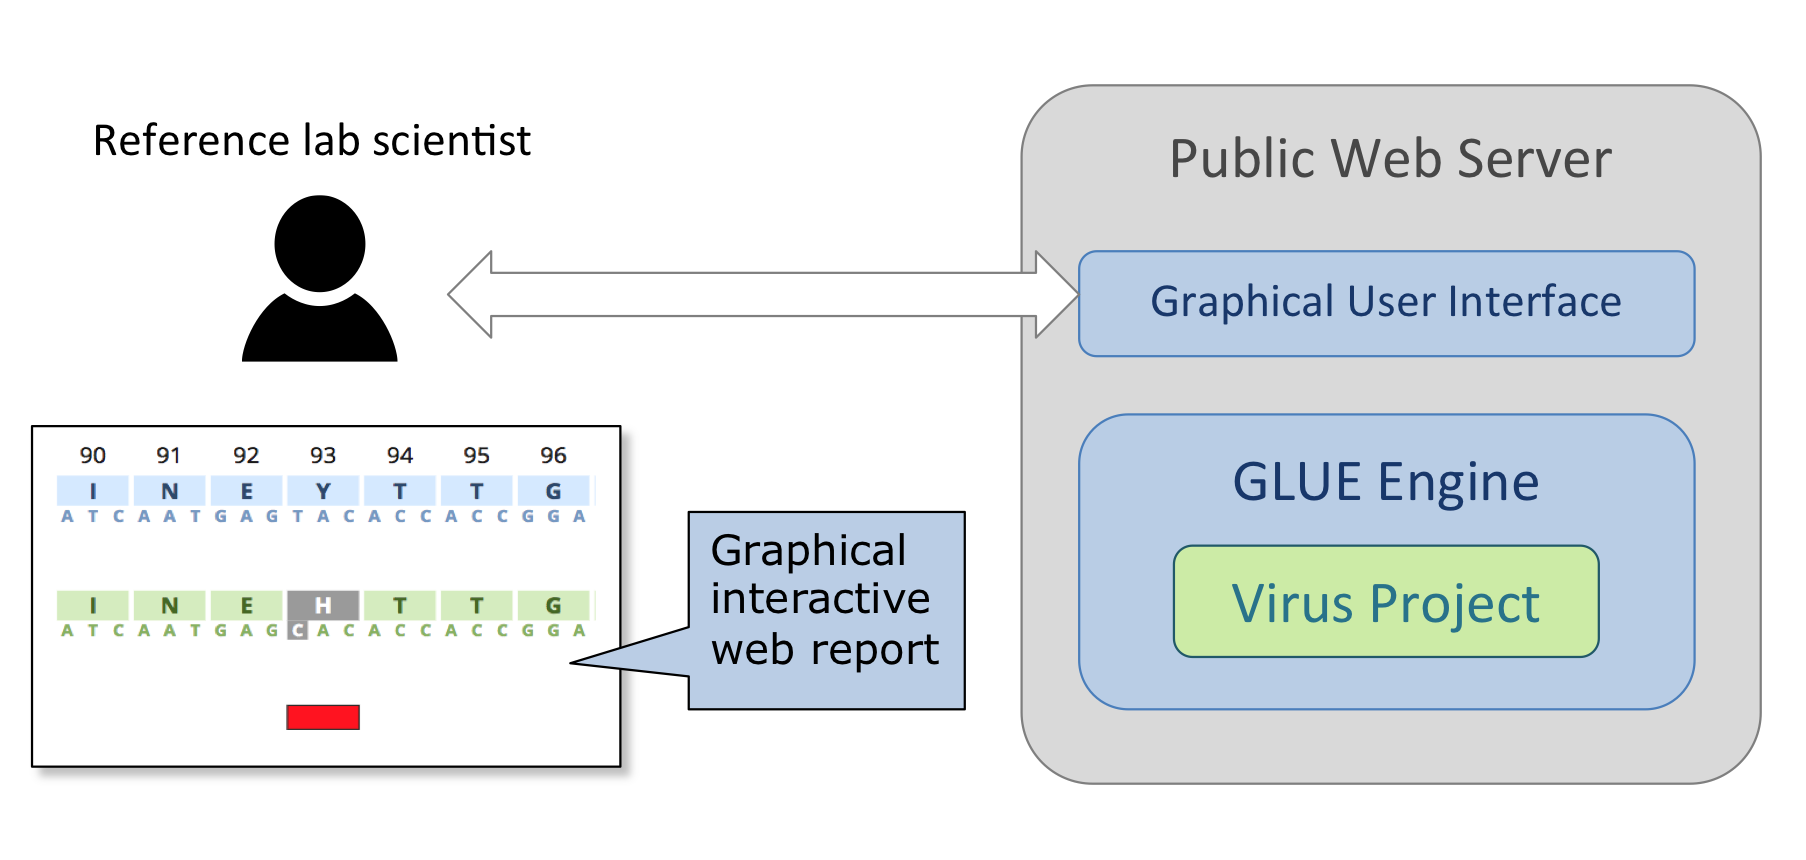 Reference lab scientist
Public Web Server
Graphical User Interface
GLUE Engine
Virus Project
90 91 92 93 94 95 96
I N E Y T T G
A T C A A T G A G T A C A C C A C C G G A
I N E H T T G
A T C A A T G A G C A C A C C A C C G G A
Graphical
interactive
web report